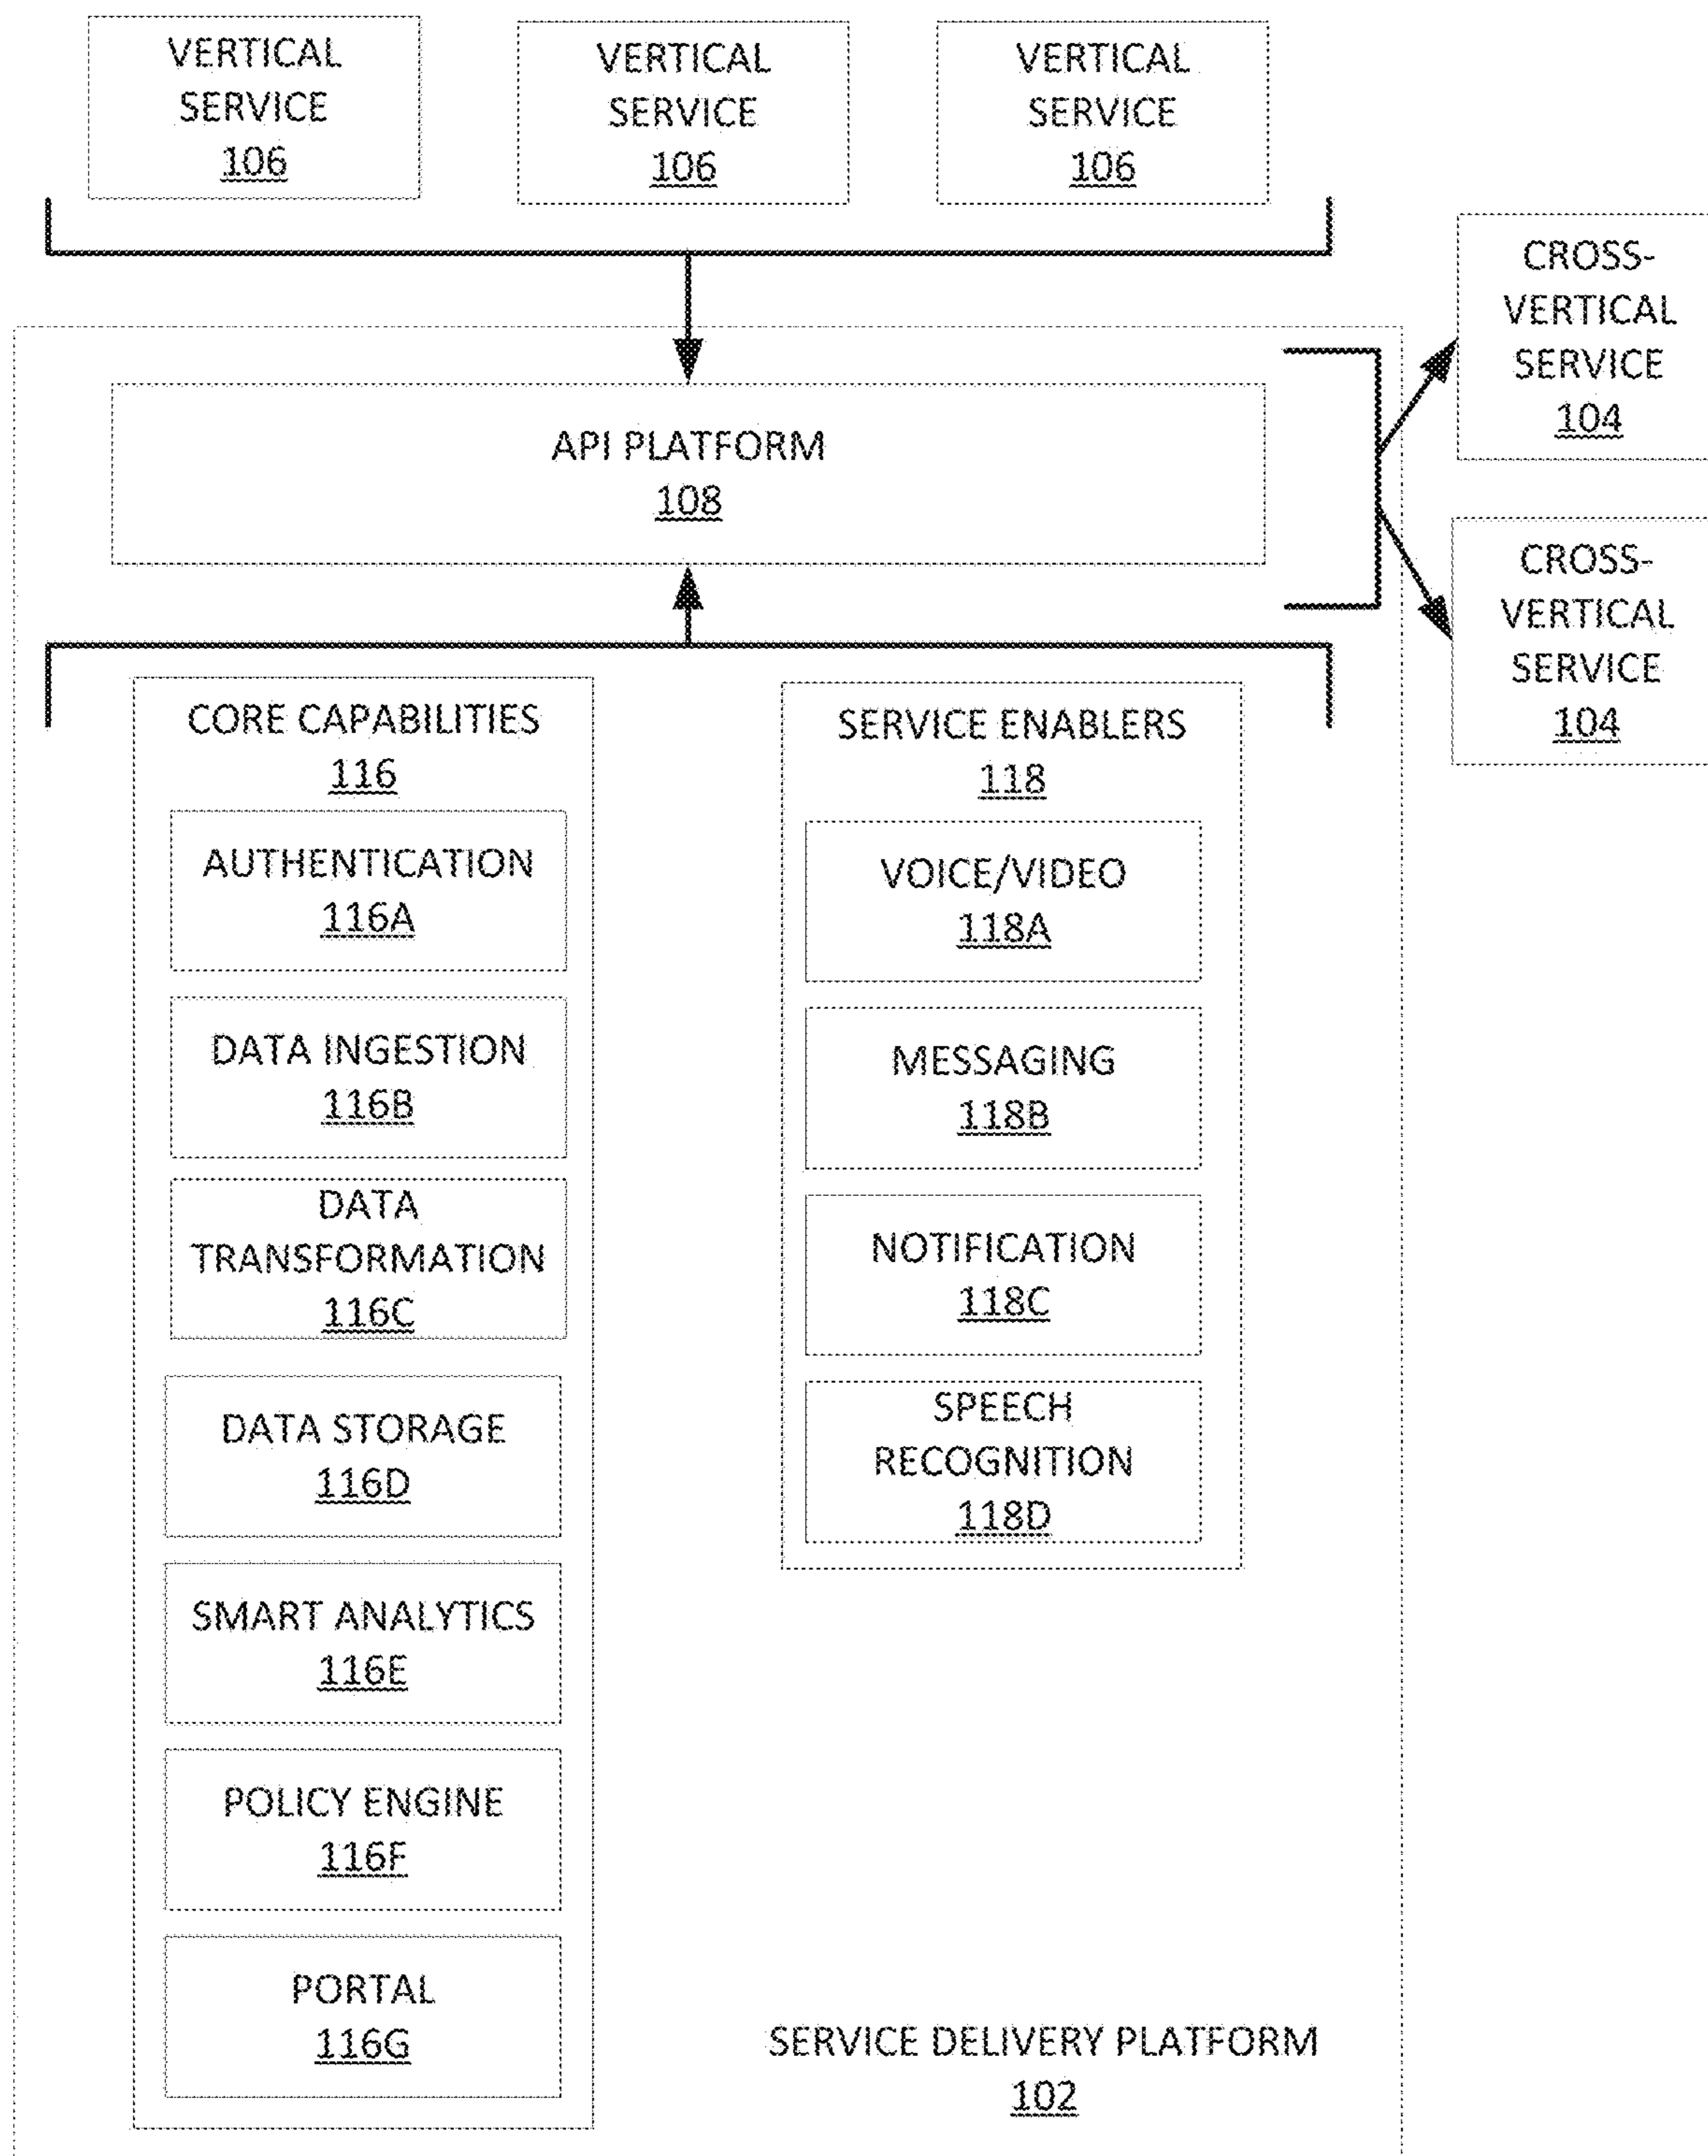 VERTICAL
SERVICE
106
VERTICAL
SERVICE
106
VERTICAL
SERVICE
106
CROSS-
VERTICAL
SERVICE
104
API PLATFORM
108
CROSS-
VERTICAL
SERVICE
104
CORE CAPABILITIES
116
AUTHENTICATION
116A
DATA INGESTION
116B
DATA
TRANSFORMATION
116C
DATA STORAGE
116D
SMART ANALYTICS
116E
POLICY ENGINE
116F
PORTAL
116G
SERVICE ENABLERS
118
VOICE/VIDEO
118A
MESSAGING
118B
NOTIFICATION
118C
SPEECH
RECOGNITION
118D
SERVICE DELIVERY PLATFORM
102